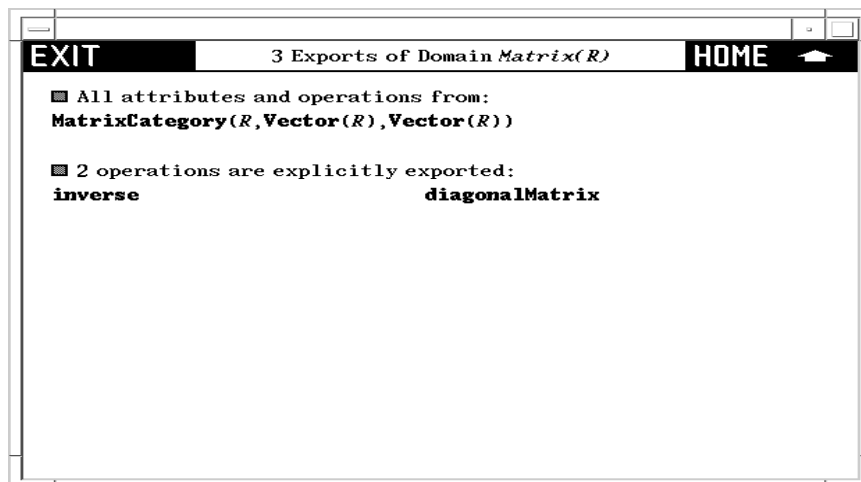 EXIT 3 Exports of Domain Matrix(R) HOME
All attributes and operations from:
MatrixCategory(R,Vector(R),Vector(R))
2 operations are explicitly exported:
inverse diagonalMatrix